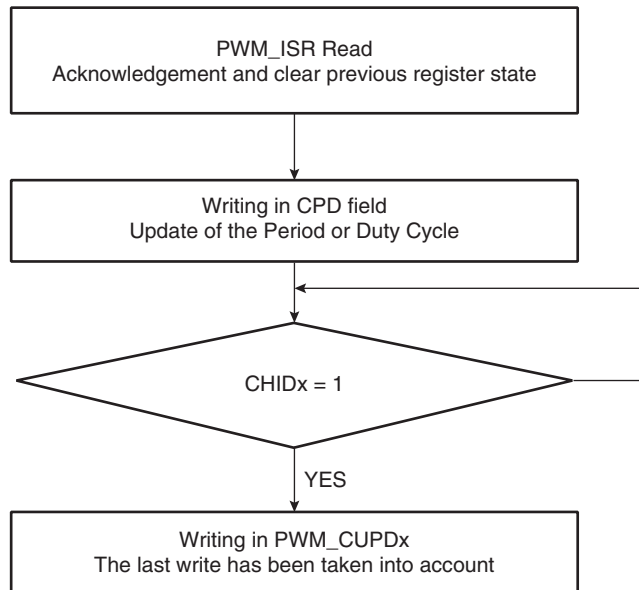 PWM_ISR Read
Acknowledgement and clear previous register state
Writing in CPD field
Update of the Period or Duty Cycle
CHIDx = 1
YES
Writing in PWM_CUPDx
The last write has been taken into account